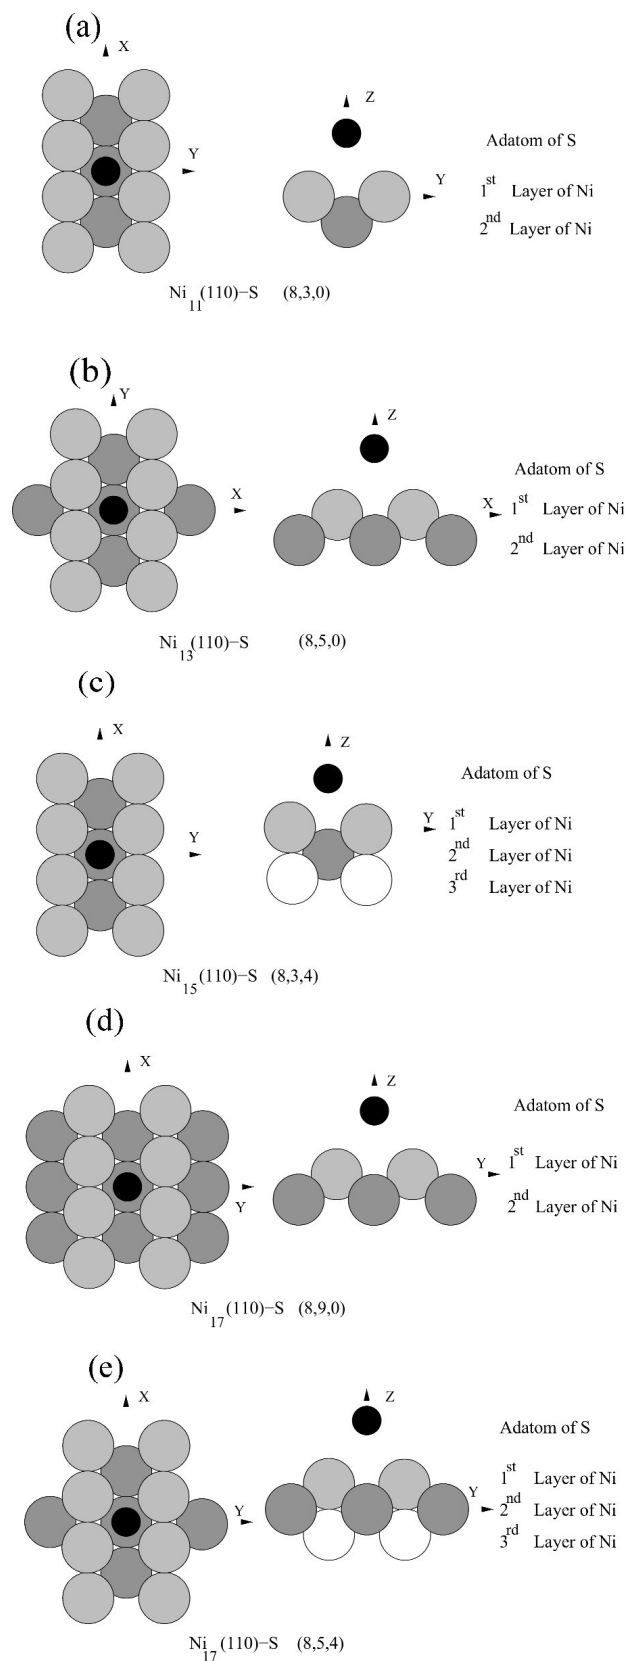 (a)
X
Z
Y
Y
Adatom of S
1st Layer of Ni
2nd Layer of Ni
Ni11(110)−S (8,3,0)
(b)
Y
Z
X
X
Adatom of S
1st Layer of Ni
2nd Layer of Ni
Ni13(110)−S (8,5,0)
(c)
X
Z
Y
Y
Adatom of S
1st Layer of Ni
2nd Layer of Ni
3rd Layer of Ni
Ni15(110)−S (8,3,4)
(d)
X
Z
Y
Y
Adatom of S
1st Layer of Ni
2nd Layer of Ni
Ni17(110)−S (8,9,0)
(e)
X
Z
Y
Y
Adatom of S
1st Layer of Ni
2nd Layer of Ni
3rd Layer of Ni
Ni17(110)−S (8,5,4)